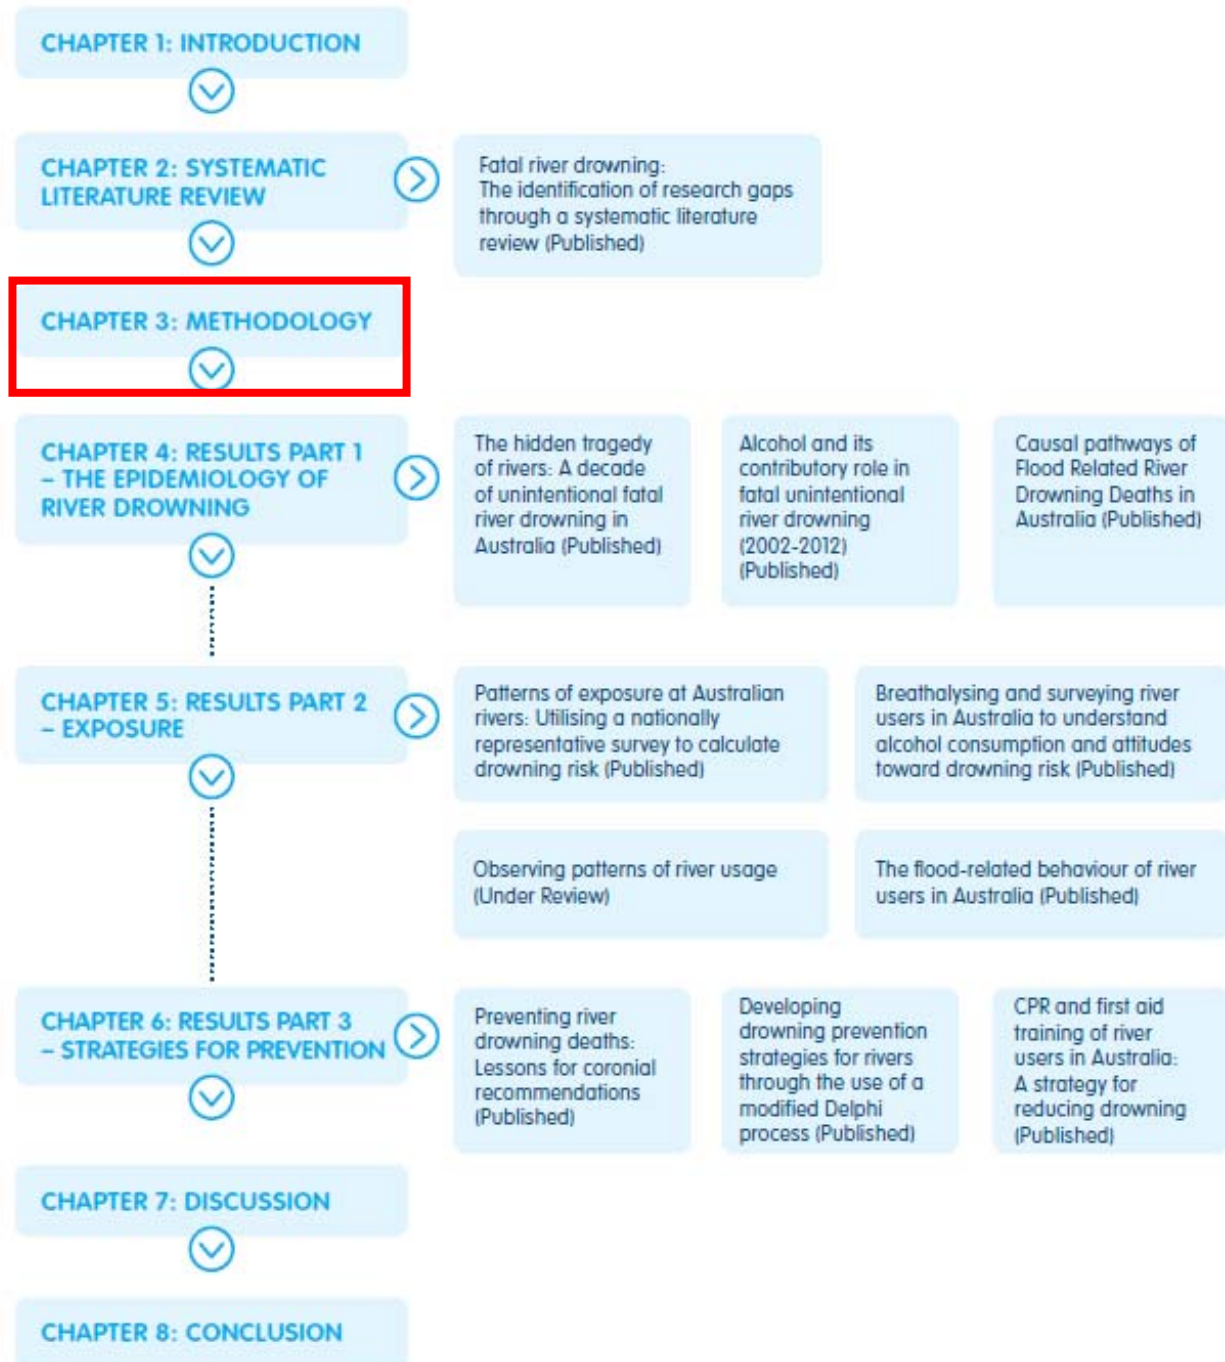 CHAPTER 1: INTRODUCTION
CHAPTER 2: SYSTEMATIC
LITERATURE REVIEW
Fatal river drowning:
The identification of research gaps
through a systematic literature
review (Published)
CHAPTER 3: METHODOLOGY
CHAPTER 4: RESULTS PART 1
– THE EPIDEMIOLOGY OF
RIVER DROWNING
The hidden tragedy
of rivers: A decade
of unintentional fatal
river drowning in
Australia (Published)
Alcohol and its
contributory role in
fatal unintentional
river drowning
(2002-2012)
(Published)
Causal pathways of
Flood Related River
Drowning Deaths in
Australia (Published)
CHAPTER 5: RESULTS PART 2
– EXPOSURE
Patterns of exposure at Australian
rivers: Utilising a nationally
representative survey to calculate
drowning risk (Published)
Breathalysing and surveying river
users in Australia to understand
alcohol consumption and attitudes
toward drowning risk (Published)
Observing patterns of river usage
(Under Review)
The flood-related behaviour of river
users in Australia (Published)
CHAPTER 6: RESULTS PART 3
– STRATEGIES FOR PREVENTION
Preventing river
drowning deaths:
Lessons for coronial
recommendations
(Published)
Developing
drowning prevention
strategies for rivers
through the use of a
modified Delphi
process (Published)
CPR and first aid
training of river
users in Australia:
A strategy for
reducing drowning
(Published)
CHAPTER 7: DISCUSSION
CHAPTER 8: CONCLUSION